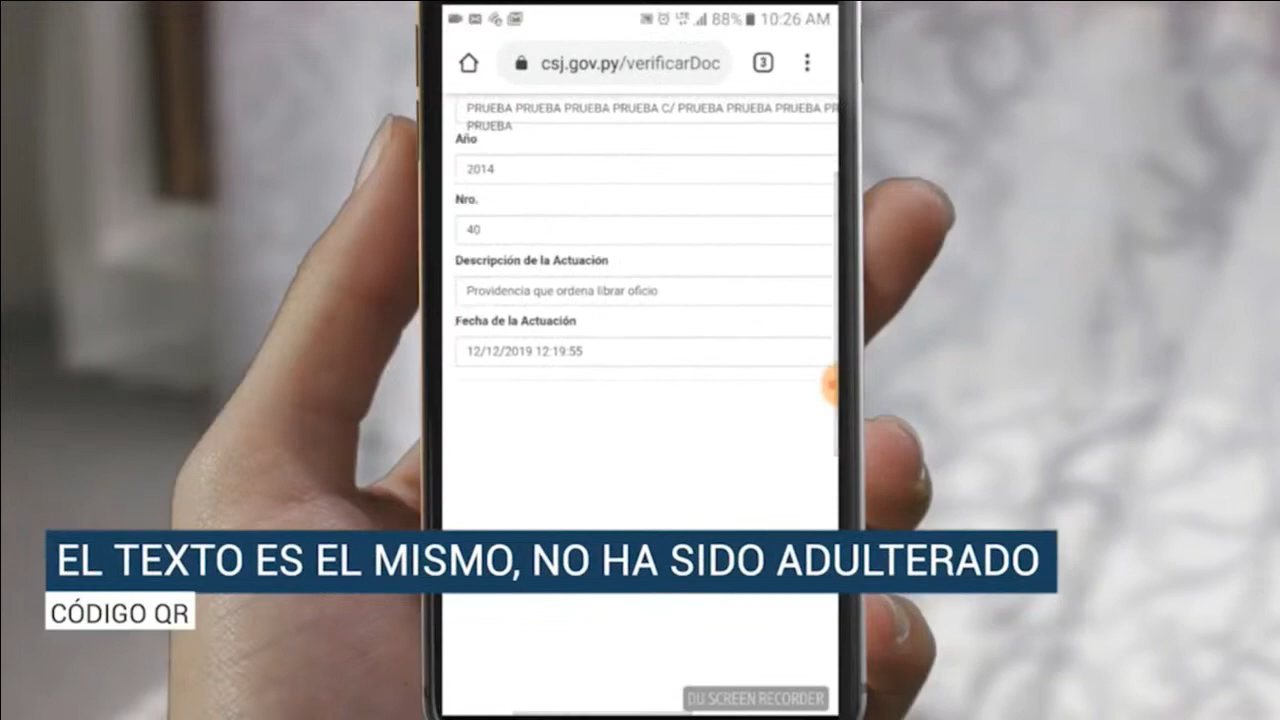 88% 10:26 AM
csj.gov.py/verificarDoc 3
PRUEBA PRUEBA PRUEBA PRUEBA C/ PRUEBA PRUEBA PRUEBA PR
PRUEBA
Año
2014
Nro.
40
Descripción de la Actuación
Providencia que ordena librar oficio
Fecha de la Actuación
12/12/2019 12:19:55
EL TEXTO ES EL MISMO, NO HA SIDO ADULTERADO
CÓDIGO QR
DU SCREEN RECORDER